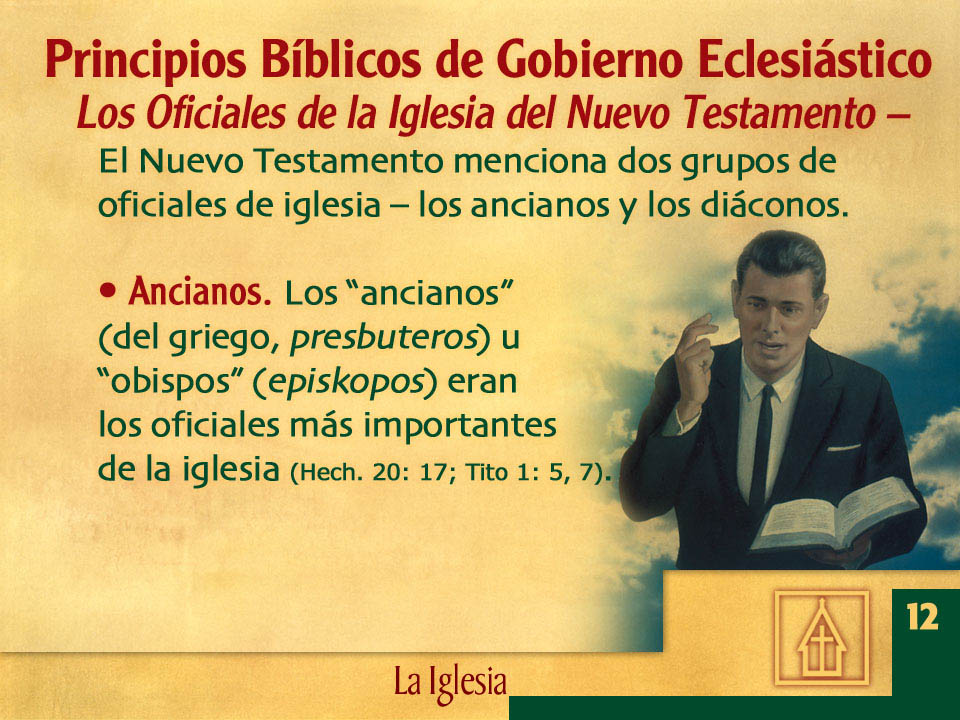 Principios Bíblicos de Gobierno Eclesiástico
Los Oficiales de la Iglesia del Nuevo Testamento –
El Nuevo Testamento menciona dos grupos de
oficiales de iglesia – los ancianos y los diáconos.
• Ancianos. Los “ancianos”
(del griego, presbuteros) u
“obispos” (episkopos) eran
los oficiales más importantes
de la iglesia (Hech. 20: 17; Tito 1: 5, 7).
12
La Iglesia